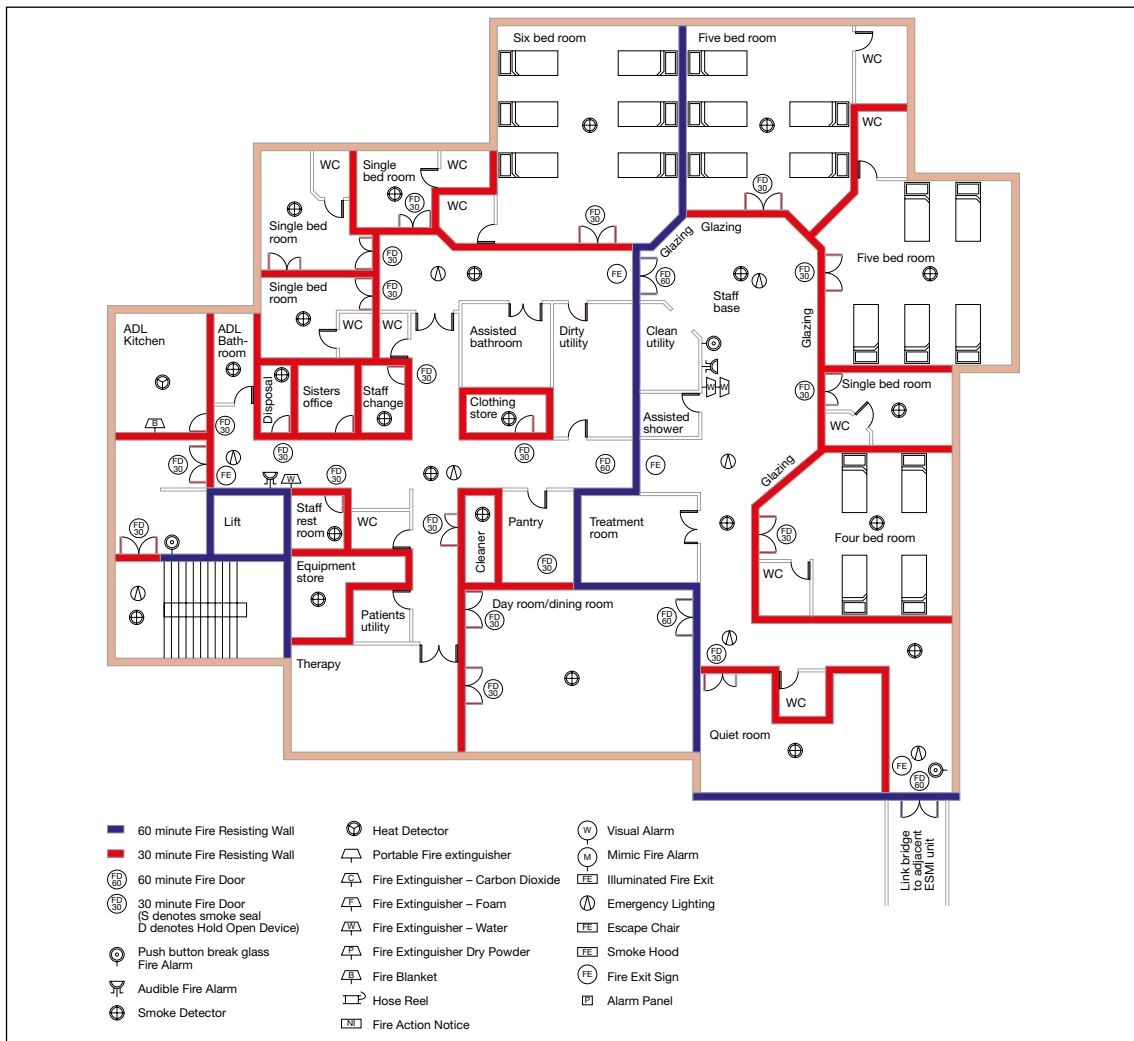 Six bed room
Five bed room
WC
WC
WC
Single
bed room
WC
FD
30
WC
FD
30
FD
30
Single bed
room
Glazing
Glazing
Five bed room
FD
30
FE
FD
60
FD
30
Staff
base
Single
bed room
FD
30
WC
WC
ADL
Kitchen
ADL
Bath-
room
Assisted
bathroom
Dirty
utility
Clean
utility
Glazing
Disposal
Sisters
office
Staff
change
FD
30
W
W
FD
30
Single bed room
WC
B
FD
30
Clothing
store
Assisted
shower
FD
30
FE
FD
30
W
FD
30
FD
30
FD
60
FE
Glazing
FD
30
Lift
Staff
rest
room
WC
FD
30
Cleaner
Pantry
FD
30
Treatment
room
FD
30
Four bed room
WC
Equipment
store
Patients
utility
Day room/dining room
FD
30
FD
60
FD
30
Therapy
FD
30
WC
Quiet room
FE
FD
60
Link bridge
to adjacent
ESMI unit
60 minute Fire Resisting Wall
30 minute Fire Resisting Wall
FD
60
60 minute Fire Door
FD
30
30 minute Fire Door
(S denotes smoke seal
D denotes Hold Open Device)
Push button break glass
Fire Alarm
Audible Fire Alarm
Smoke Detector
Heat Detector
Portable Fire extinguisher
C Fire Extinguisher – Carbon Dioxide
F Fire Extinguisher – Foam
W Fire Extinguisher – Water
P Fire Extinguisher Dry Powder
B Fire Blanket
Hose Reel
NI Fire Action Notice
W Visual Alarm
M Mimic Fire Alarm
FE Illuminated Fire Exit
Emergency Lighting
FE Escape Chair
FE Smoke Hood
FE Fire Exit Sign
P Alarm Panel